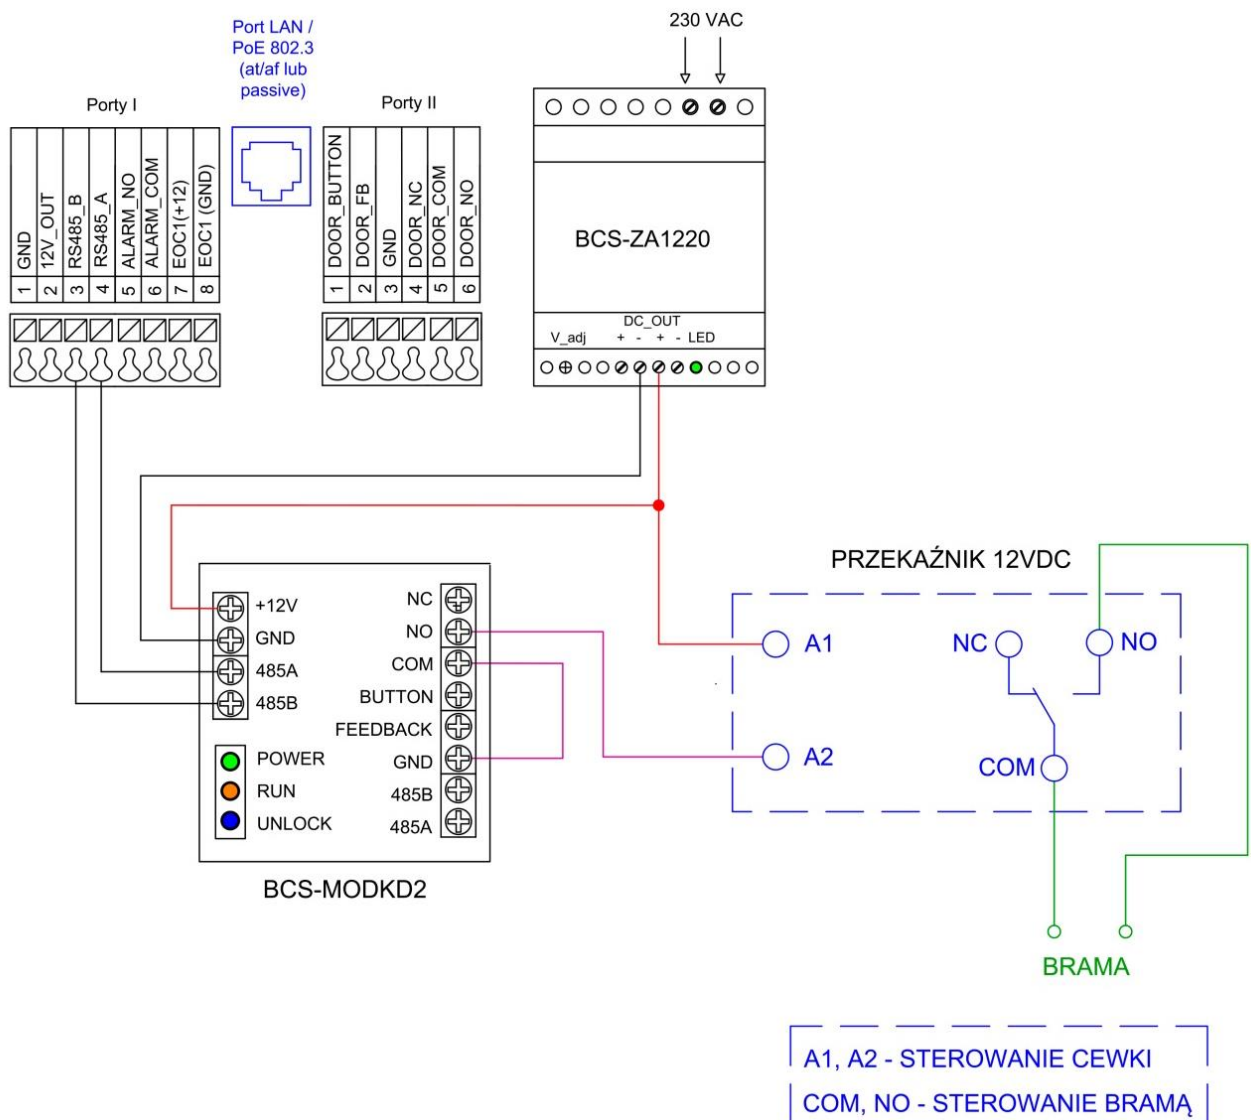 230 VAC
Port LAN /
PoE 802.3
(at/af lub
passive)
Porty I
Porty II
GND
12V_OUT
RS485_B
RS485_A
ALARM_NO
ALARM_COM
EOC1(+12)
EOC1 (GND)
1 2 3 4 5 6 7 8
DOOR_BUTTON
DOOR_FB
GND
DOOR_NC
DOOR_COM
DOOR_NO
1 2 3 4 5 6
BCS-ZA1220
DC_OUT
V_adj + - + - LED
PRZEKAŹNIK 12VDC
+12V
GND
485A
485B
POWER
RUN
UNLOCK
NC
NO
COM
BUTTON
FEEDBACK
GND
485B
485A
BCS-MODKD2
A1
A2
NC
NO
COM
BRAMA
A1, A2 - STEROWANIE CEWKI
COM, NO - STEROWANIE BRAMĄ